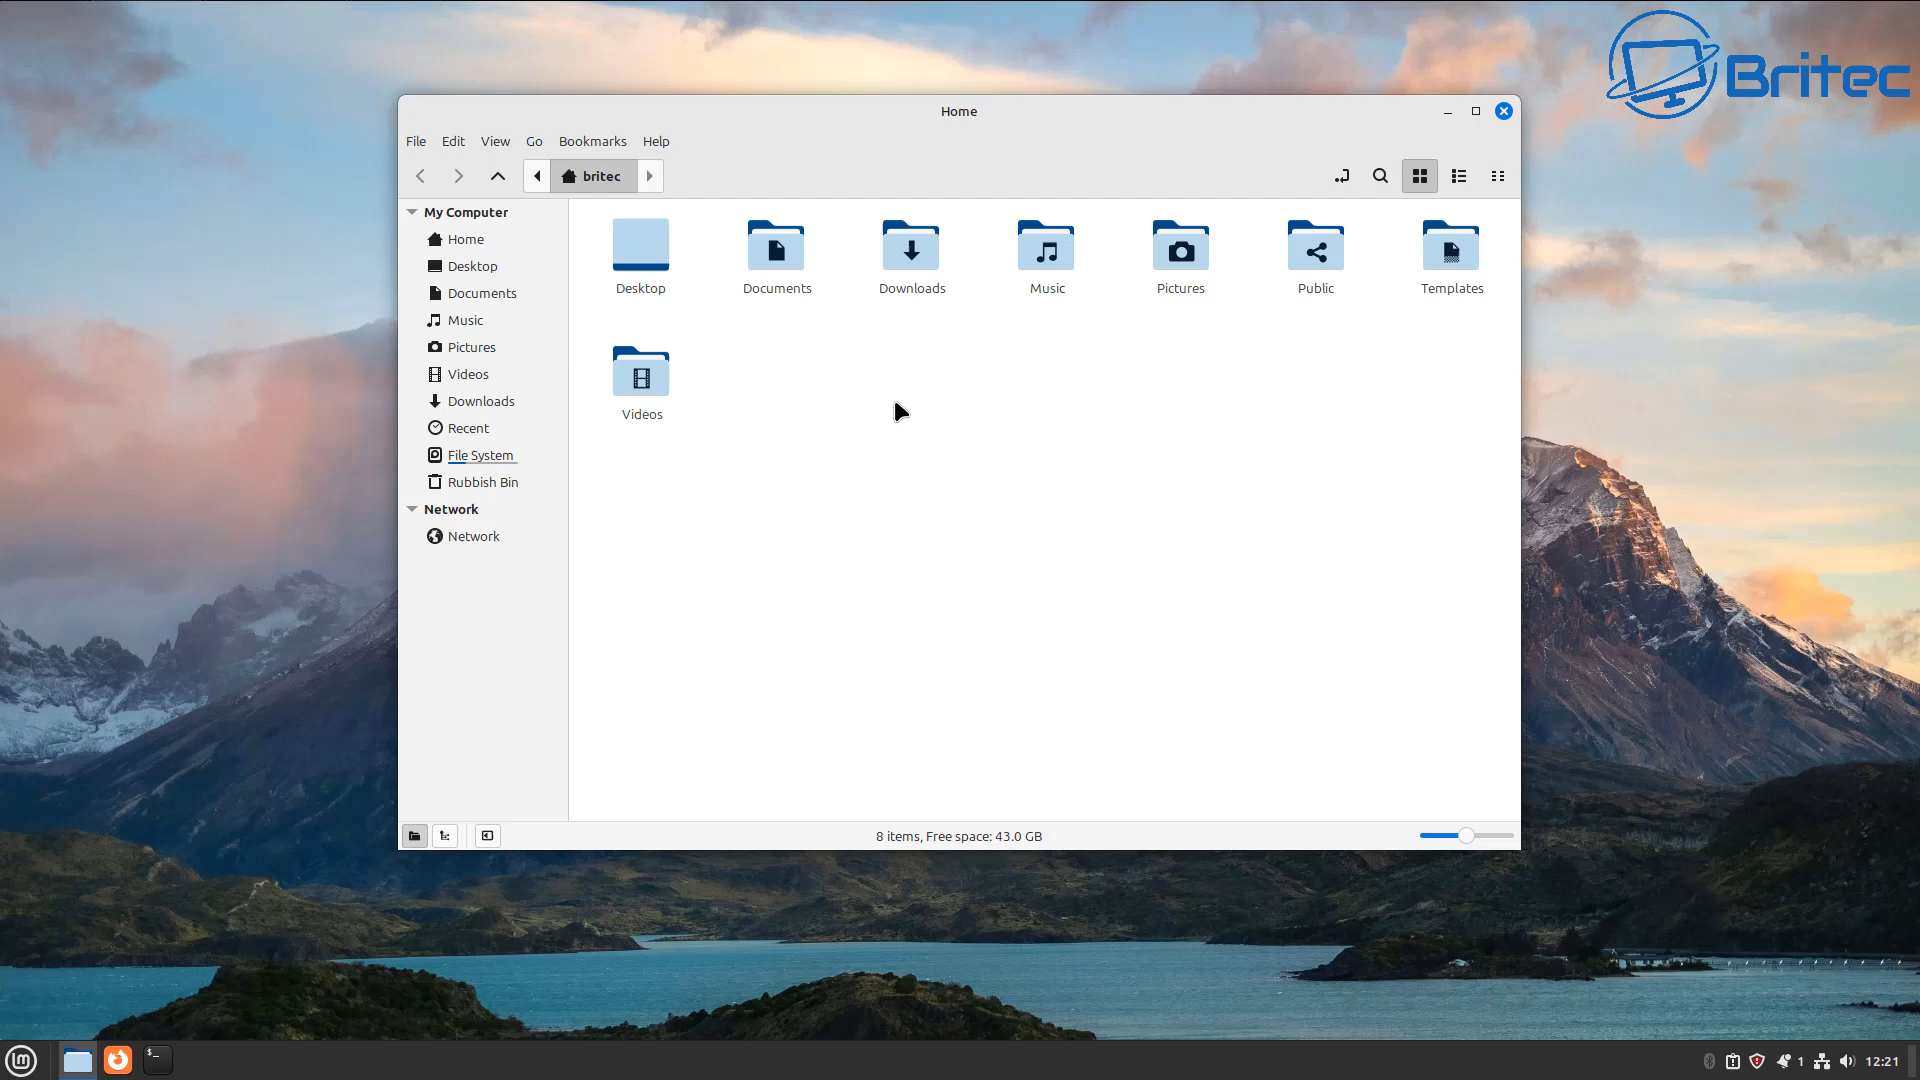 Britec
Home
File Edit View Go Bookmarks Help
britec
My Computer
Home
Desktop
Documents
Music
Pictures
Videos
Downloads
Recent
File System
Rubbish Bin
Network
Network
Desktop Documents Downloads Music Pictures Public Templates
Videos
8 items, Free space: 43.0 GB
$_
1 12:21